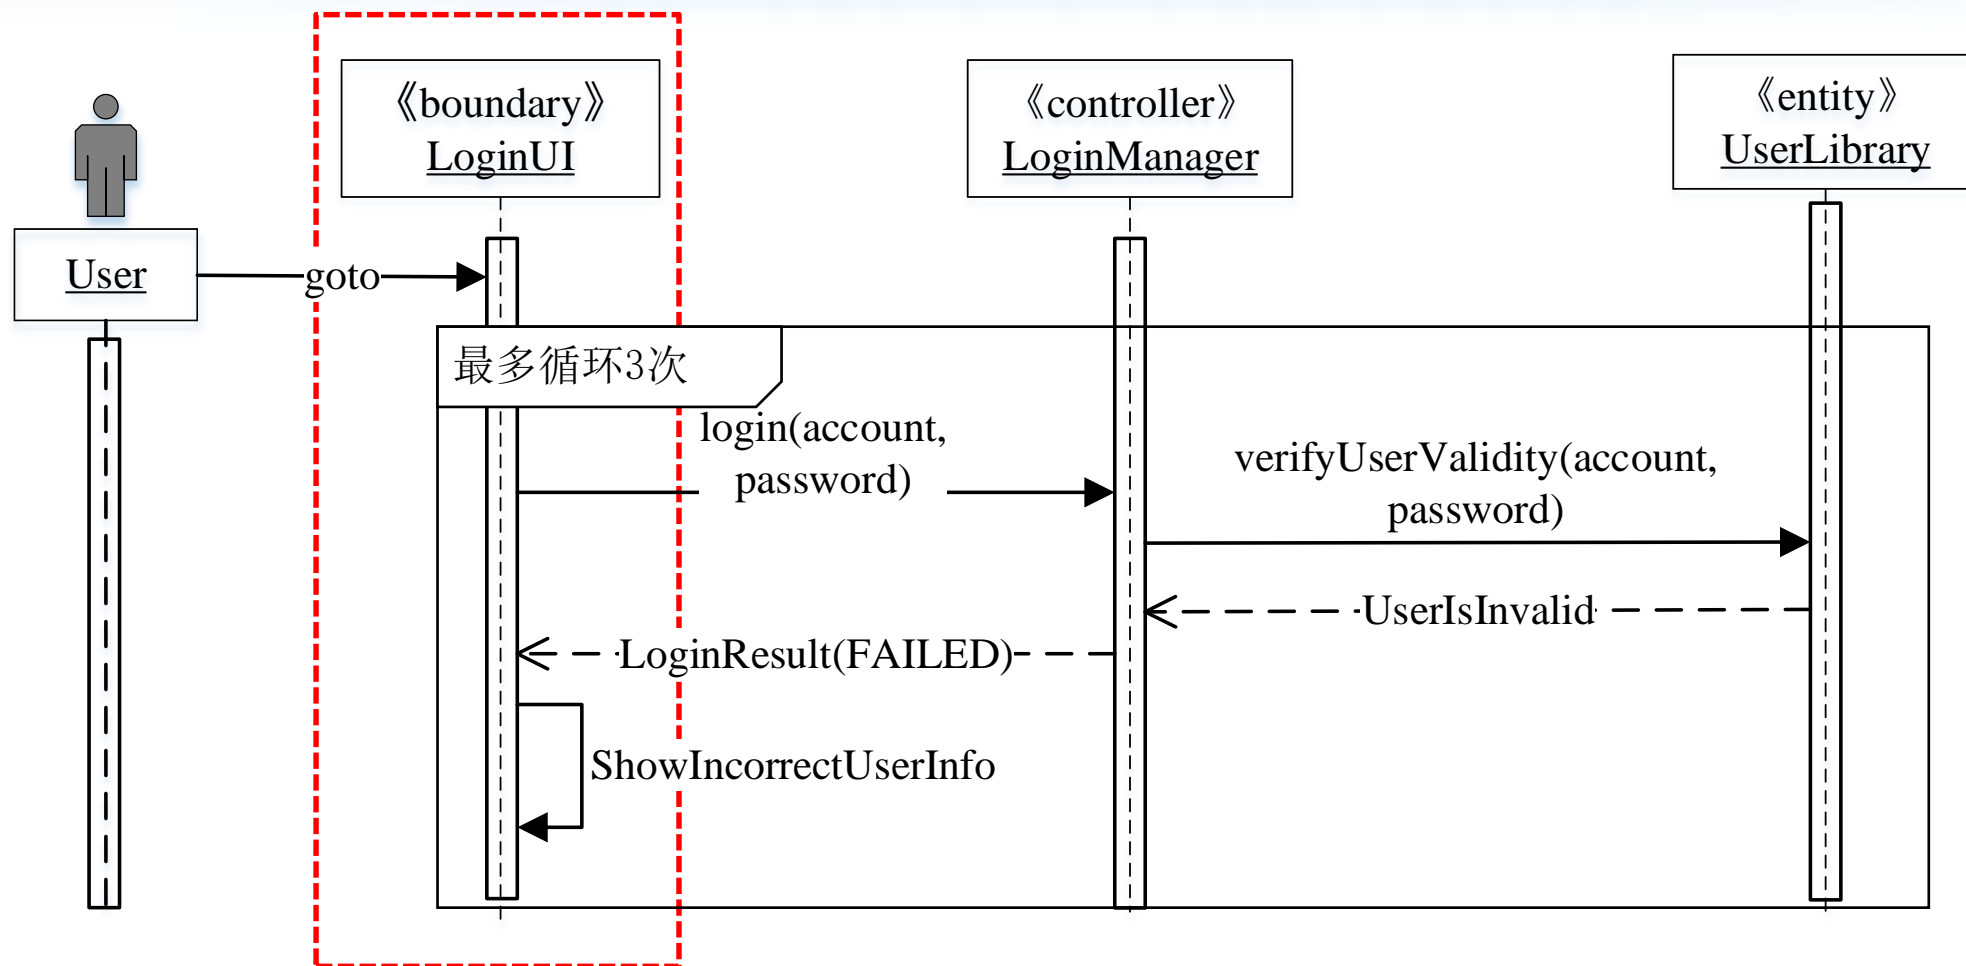 《boundary》
LoginUI
《controller》
LoginManager
《entity》
UserLibrary
User
goto
最多循环3次
login(account,
password)
verifyUserValidity(account,
password)
UserIsInvalid
LoginResult(FAILED)
ShowIncorrectUserInfo